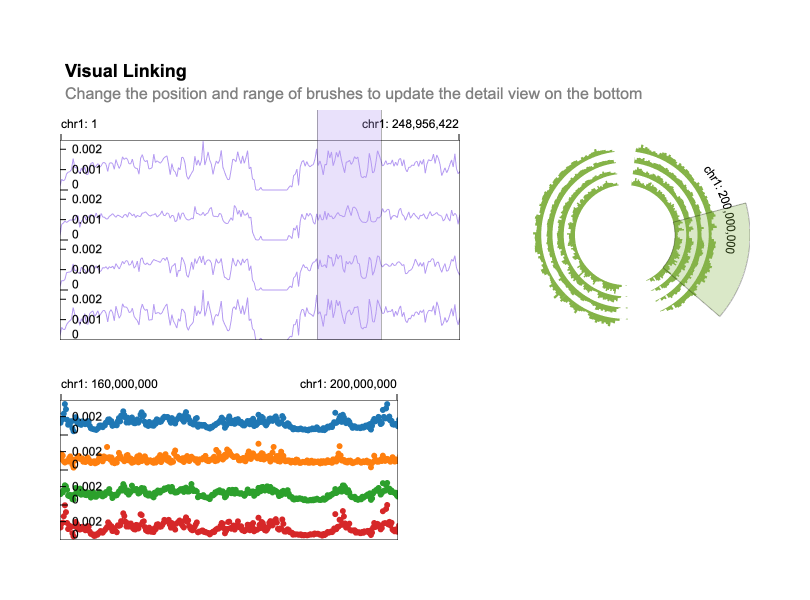 Visual Linking
Change the position and range of brushes to update the detail view on the bottom
chr1: 1
chr1: 248,956,422
0.002
0.001
0
0.002
0.001
0
0.002
0.001
0
0.002
0.001
0
chr1: 200,000,000
chr1: 160,000,000
chr1: 200,000,000
0.002
0
0.002
0
0.002
0
0.002
0